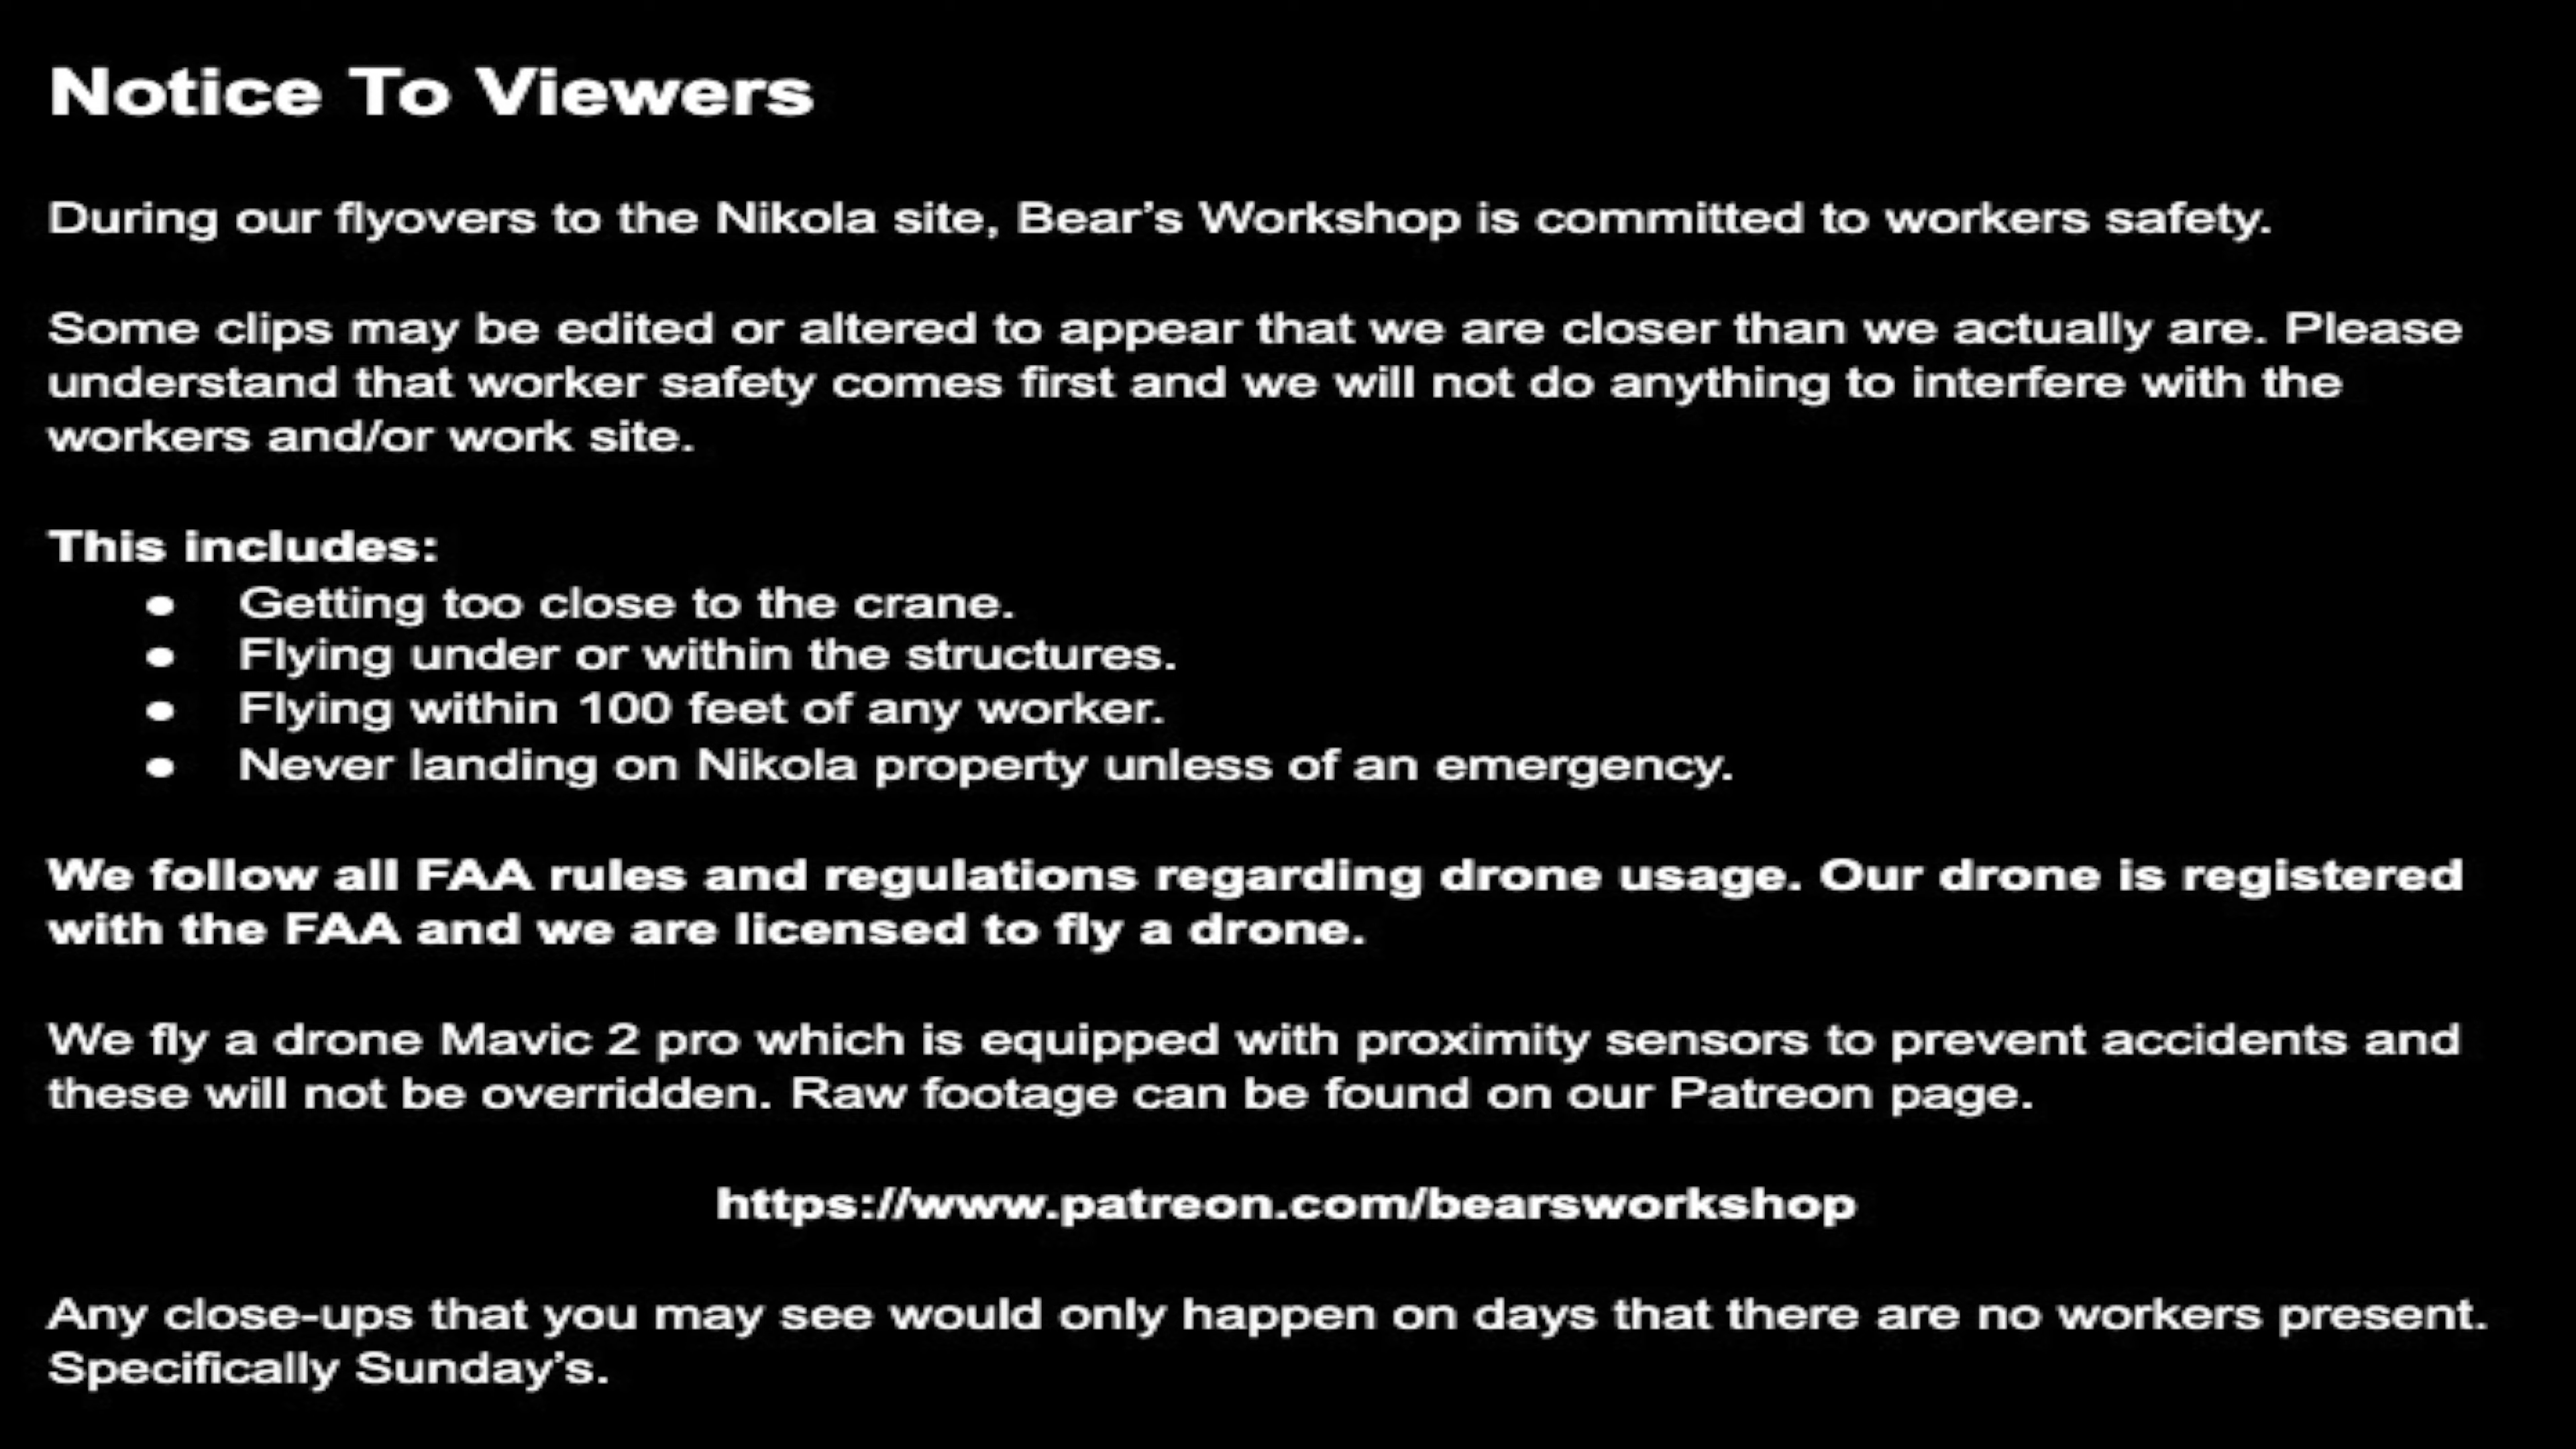 Notice To Viewers
During our flyovers to the Nikola site, Bear's Workshop is committed to workers safety.
Some clips may be edited or altered to appear that we are closer than we actually are. Please
understand that worker safety comes first and we will not do anything to interfere with the
workers and/or work site.
This includes:
● Getting too close to the crane.
● Flying under or within the structures.
● Flying within 100 feet of any worker.
● Never landing on Nikola property unless of an emergency.
We follow all FAA rules and regulations regarding drone usage. Our drone is registered
with the FAA and we are licensed to fly a drone.
We fly a drone Mavic 2 pro which is equipped with proximity sensors to prevent accidents and
these will not be overridden. Raw footage can be found on our Patreon page.
https://www.patreon.com/bearsworkshop
Any close-ups that you may see would only happen on days that there are no workers present.
Specifically Sunday's.